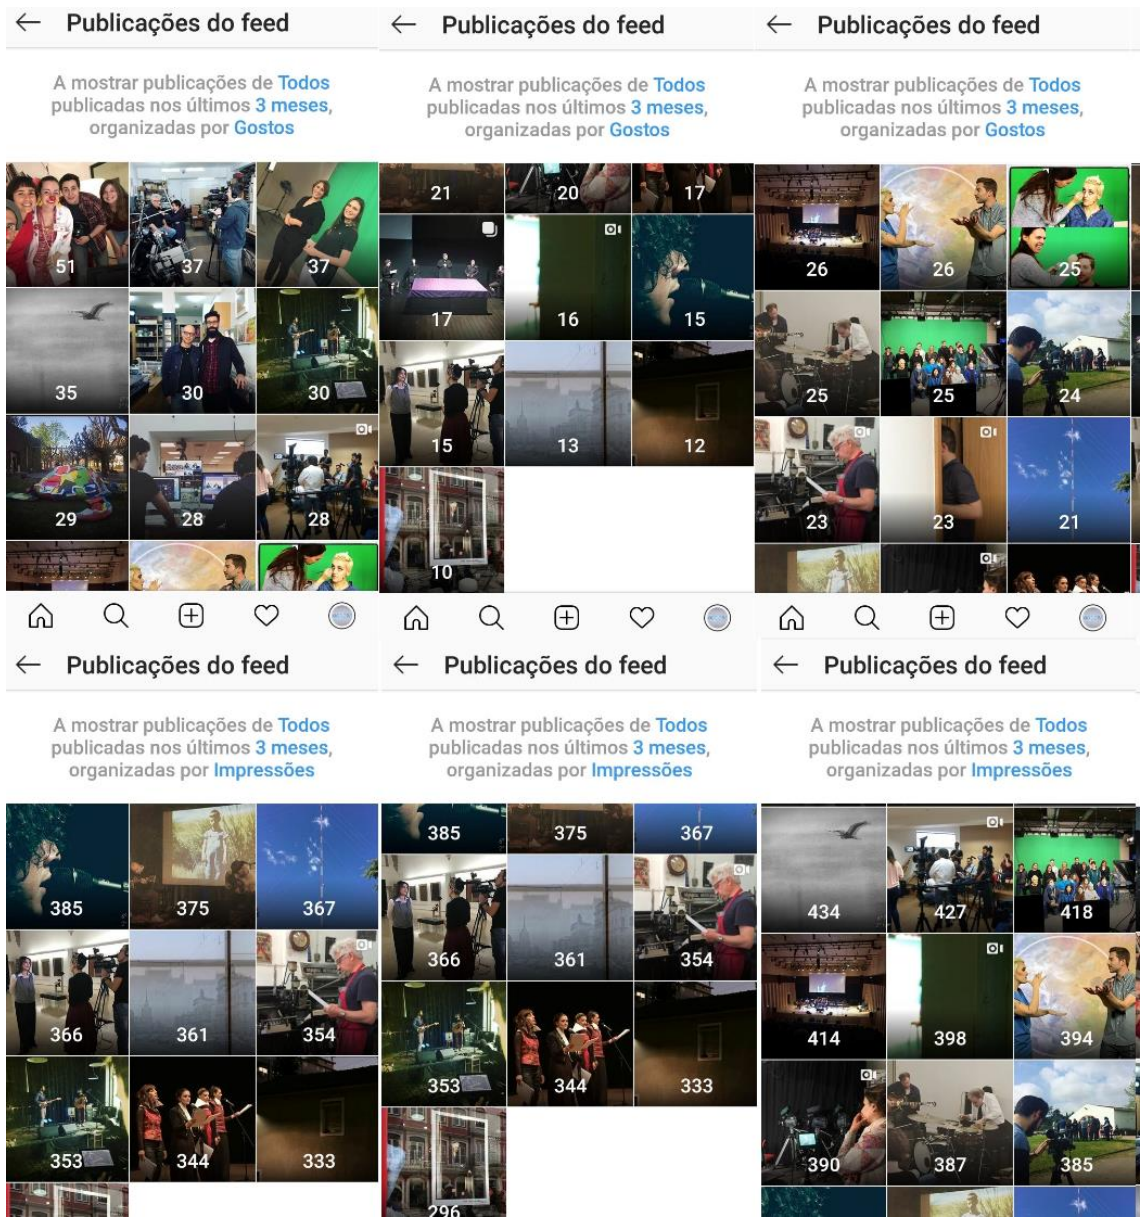 ← Publicações do feed
A mostrar publicações de Todos
publicadas nos últimos 3 meses,
organizadas por Gostos
51 37 37
35 30 30
29 28 28
← Publicações do feed
A mostrar publicações de Todos
publicadas nos últimos 3 meses,
organizadas por Gostos
21 20 17
17 16 15
15 13 12
10
← Publicações do feed
A mostrar publicações de Todos
publicadas nos últimos 3 meses,
organizadas por Gostos
26 26 25
25 25 24
23 23 21
← Publicações do feed
A mostrar publicações de Todos
publicadas nos últimos 3 meses,
organizadas por Impressões
385 375 367
366 361 354
353 344 333
← Publicações do feed
A mostrar publicações de Todos
publicadas nos últimos 3 meses,
organizadas por Impressões
385 375 367
366 361 354
353 344 333
296
← Publicações do feed
A mostrar publicações de Todos
publicadas nos últimos 3 meses,
organizadas por Impressões
434 427 418
414 398 394
390 387 385